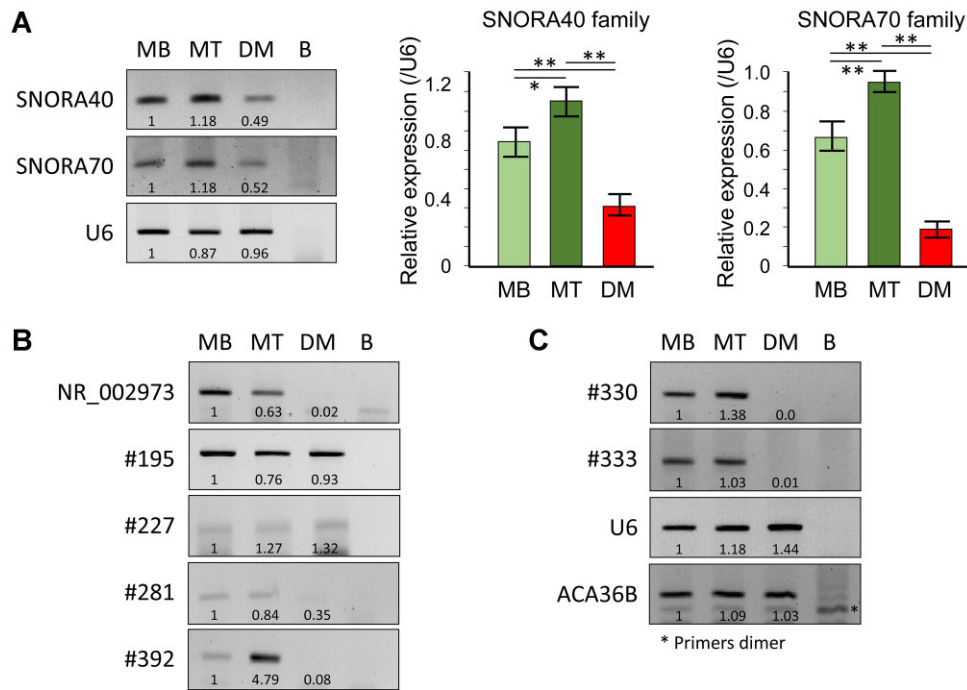 A
MB MT DM B
SNORA40
1 1.18 0.49
SNORA70
1 1.18 0.52
U6
1 0.87 0.96
SNORA40 family
Relative expression (/U6)
1.2
0.8
0.4
0
** **
*
MB MT DM
SNORA70 family
Relative expression (/U6)
1.0
0.8
0.6
0.4
0.2
0
** **
**
MB MT DM
B
MB MT DM B
NR_002973
1 0.63 0.02
#195
1 0.76 0.93
#227
1 1.27 1.32
#281
1 0.84 0.35
#392
1 4.79 0.08
C
MB MT DM B
#330
1 1.38 0.0
#333
1 1.03 0.01
U6
1 1.18 1.44
ACA36B
1 1.09 1.03 *
* Primers dimer